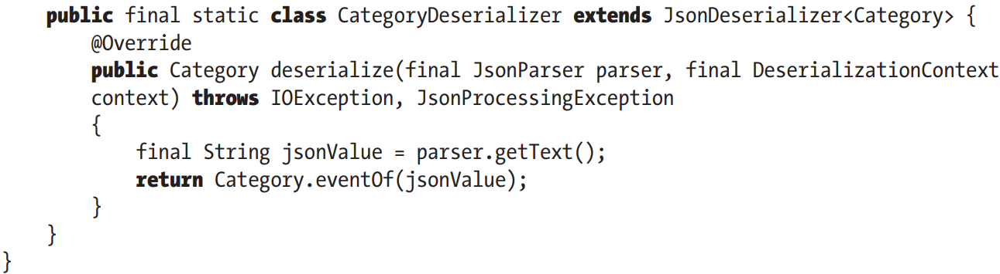 public final static class CategoryDeserializer extends JsonDeserializer<Category> {
@Override
public Category deserialize(final JsonParser parser, final DeserializationContext
context) throws IOException, JsonProcessingException
{
final String jsonValue = parser.getText();
return Category.eventOf(jsonValue);
}
}
}